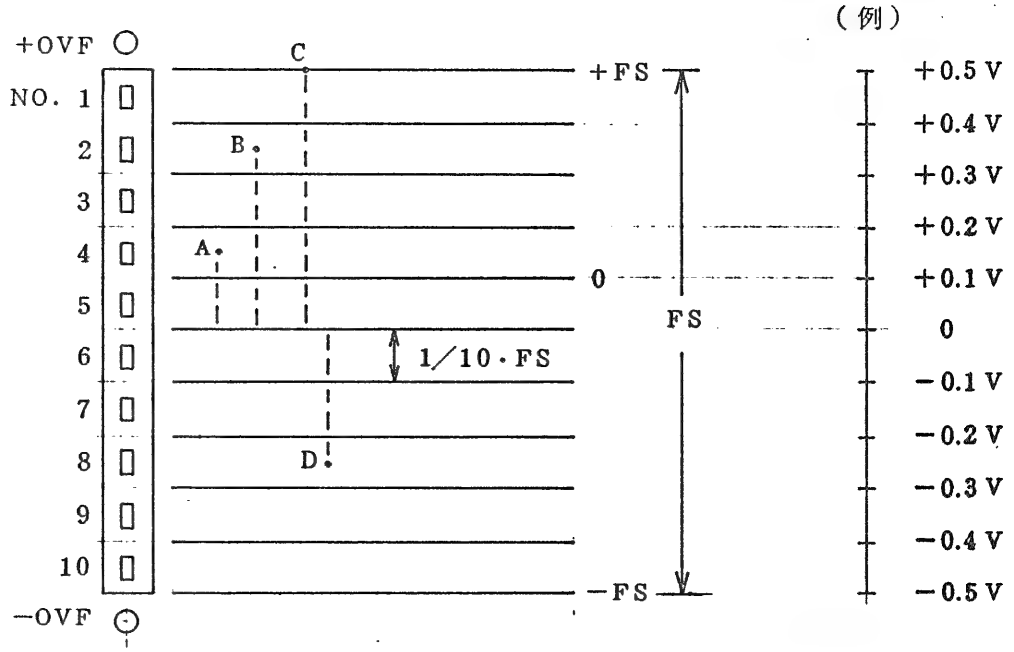 (例)
+OVF
C
+FS
+0.5 V
NO. 1
+0.4 V
2
B
+0.3 V
3
+0.2 V
4
A
0
+0.1 V
5
FS
0
6
1/10・FS
-0.1 V
7
-0.2 V
8
D
-0.3 V
9
-0.4 V
10
-FS
-0.5 V
-OVF